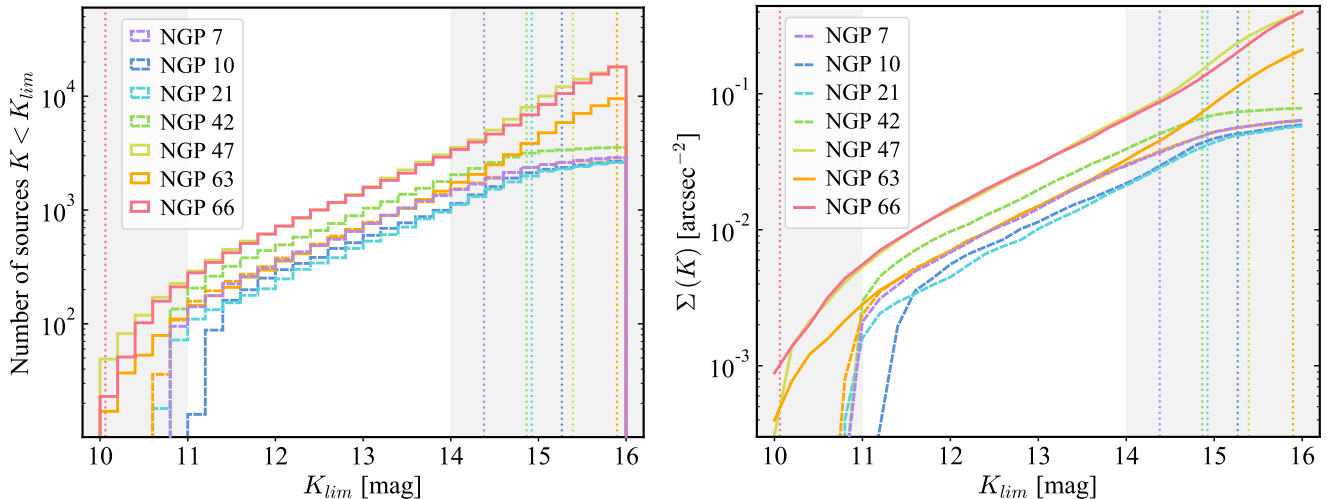 Number of sources K < K_lim
10^4
10^3
10^2
NGP 7
NGP 10
NGP 21
NGP 42
NGP 47
NGP 63
NGP 66
10 11 12 13 14 15 16
K_lim [mag]
Σ (K) [arcsec^−2]
10^−1
10^−2
10^−3
NGP 7
NGP 10
NGP 21
NGP 42
NGP 47
NGP 63
NGP 66
10 11 12 13 14 15 16
K_lim [mag]